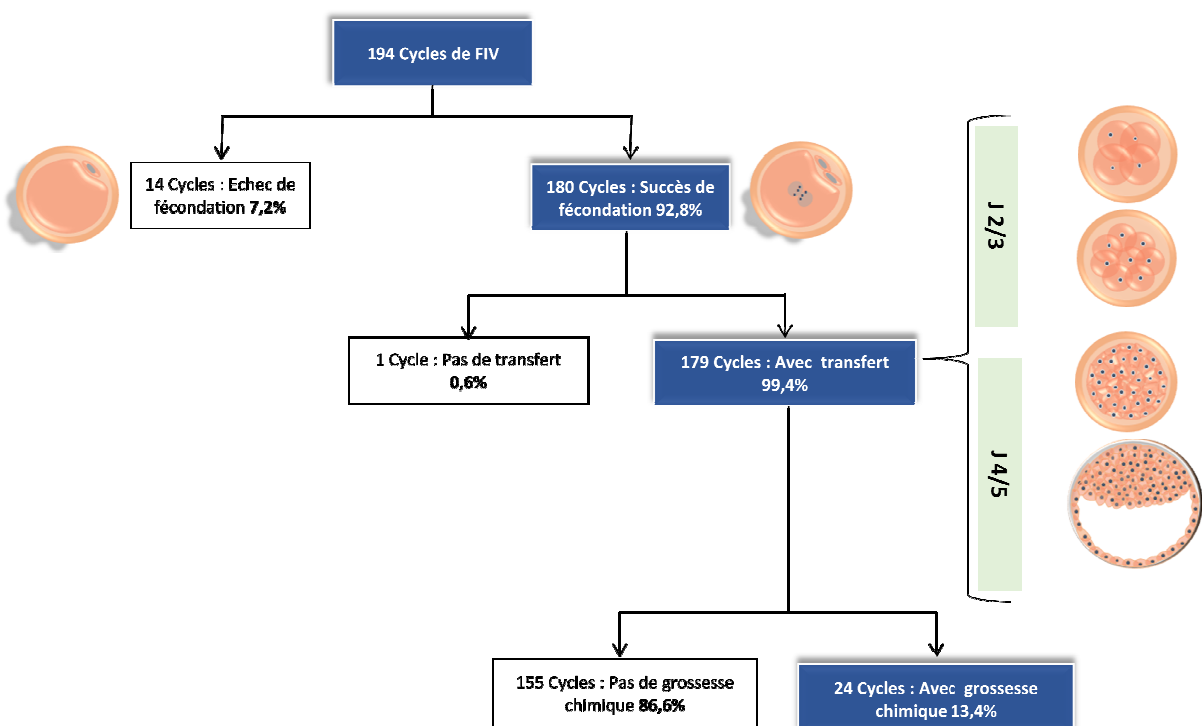 194 Cycles de FIV
14 Cycles : Echec de
fécondation 7,2%
180 Cycles : Succès de
fécondation 92,8%
J 2/3
1 Cycle : Pas de transfert
0,6%
179 Cycles : Avec transfert
99,4%
J 4/5
155 Cycles : Pas de grossesse
chimique 86,6%
24 Cycles : Avec grossesse
chimique 13,4%